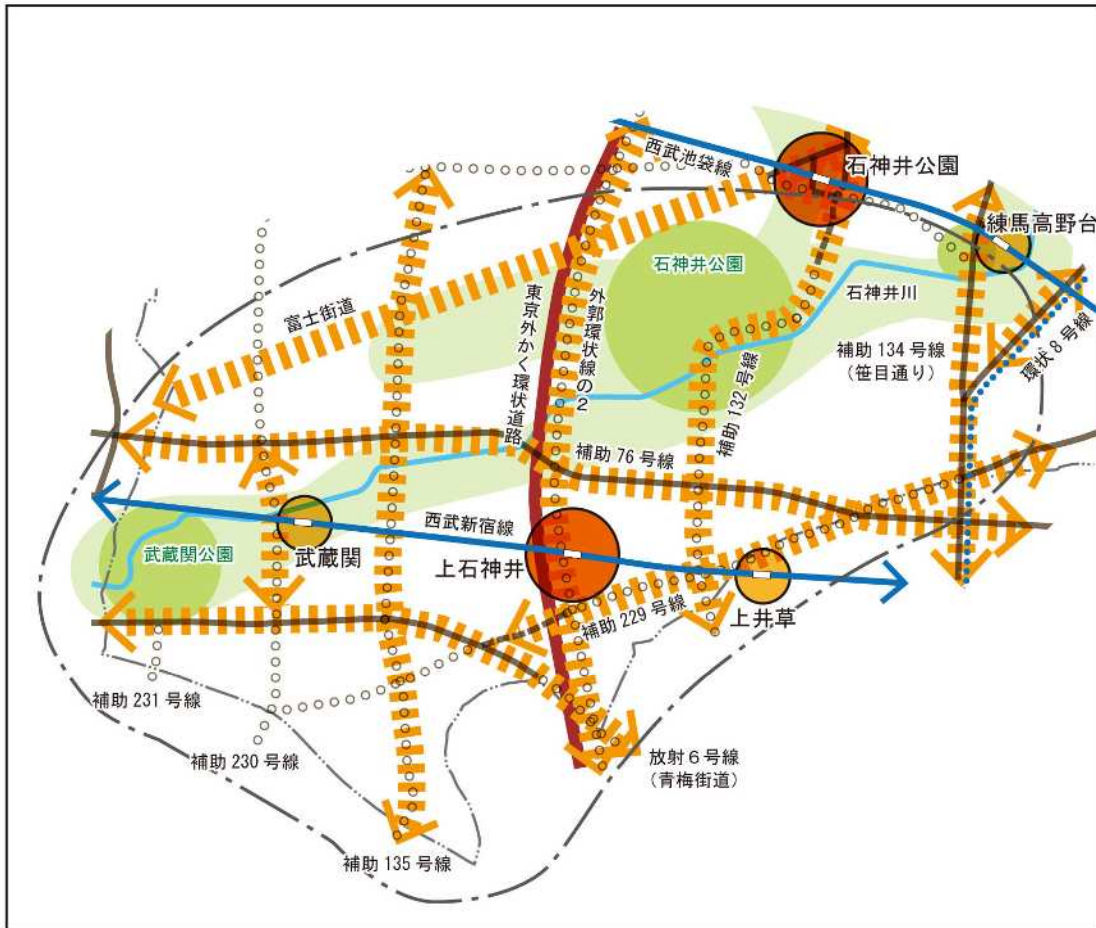 西武池袋線
石神井公園
練馬高野台
石神井公園
石神井川
富士街道
東京外かく環状道路
外郭環状線の2
補助132号線
補助134号線
(笹目通り)
環状8号線
補助76号線
西武新宿線
武蔵関公園
武蔵関
上石神井
上井草
補助229号線
補助231号線
補助230号線
放射6号線
(青梅街道)
補助135号線